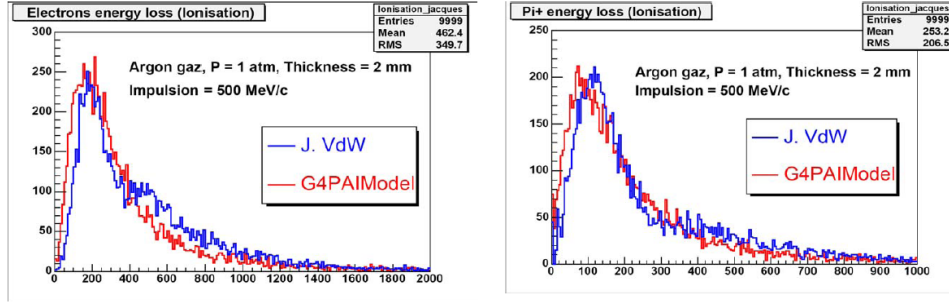 Electrons energy loss (Ionisation)
Ionisation_jacques
Entries 9999
Mean 462.4
RMS 349.7
Argon gaz, P = 1 atm, Thickness = 2 mm
Impulsion = 500 MeV/c
J. VdW
G4PAIModel
300
250
200
150
100
50
0
0 200 400 600 800 1000 1200 1400 1600 1800 2000
Pi+ energy loss (Ionisation)
Ionisation_jacques
Entries 9999
Mean 253.2
RMS 206.5
Argon gaz, P = 1 atm, Thickness = 2 mm
Impulsion = 500 MeV/c
J. VdW
G4PAIModel
250
200
150
100
50
0
0 100 200 300 400 500 600 700 800 900 1000